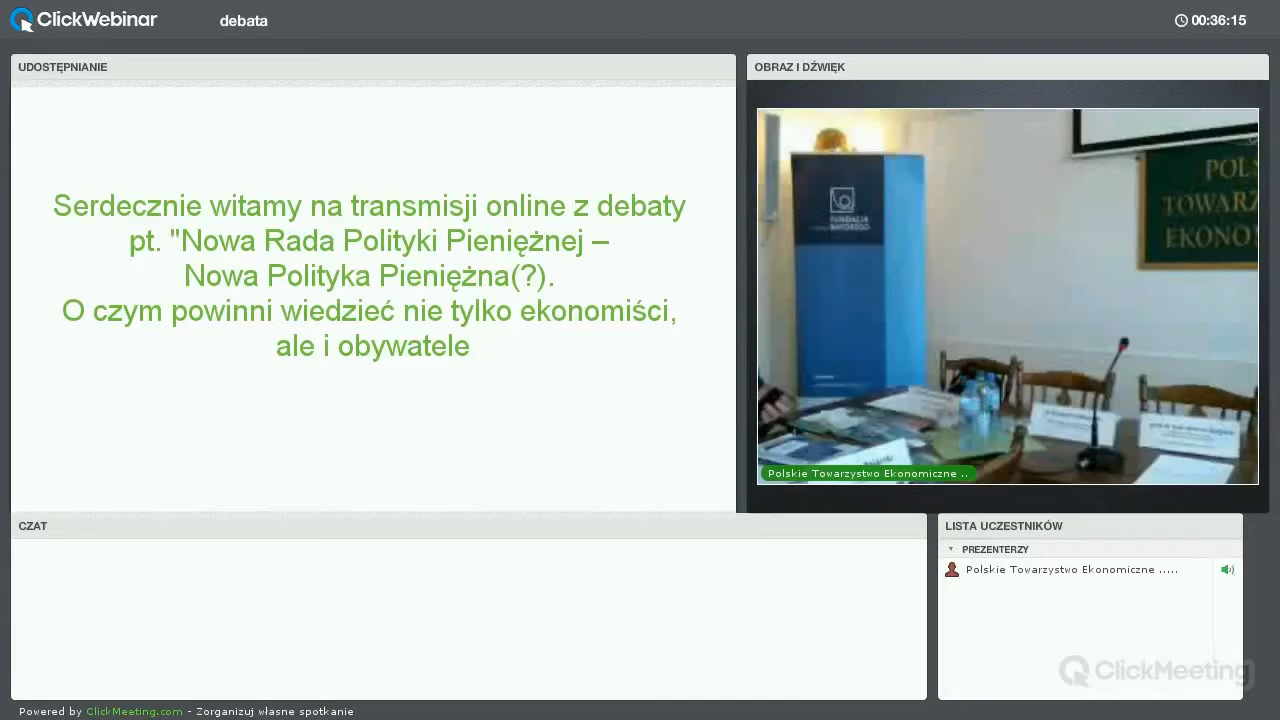 ClickWebinar
debata
00:36:15
UDOSTĘPNIANIE
Serdecznie witamy na transmisji online z debaty
pt. "Nowa Rada Polityki Pieniężnej –
Nowa Polityka Pieniężna(?).
O czym powinni wiedzieć nie tylko ekonomiści,
ale i obywatele
OBRAZ I DŹWIĘK
FUNDACJA
BATOREGO
POLS
TOWARZ
EKONO
Polskie Towarzystwo Ekonomiczne ..
CZAT
LISTA UCZESTNIKÓW
PREZENTERZY
Polskie Towarzystwo Ekonomiczne .....
ClickMeeting
Powered by ClickMeeting.com - Zorganizuj własne spotkanie